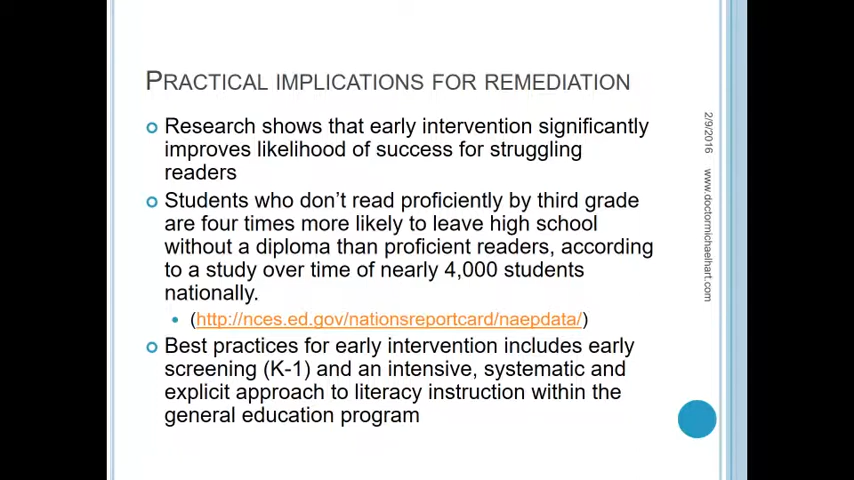 PRACTICAL IMPLICATIONS FOR REMEDIATION
Research shows that early intervention significantly
improves likelihood of success for struggling
readers
Students who don't read proficiently by third grade
are four times more likely to leave high school
without a diploma than proficient readers, according
to a study over time of nearly 4,000 students
nationally.
(http://nces.ed.gov/nationsreportcard/naepdata/)
Best practices for early intervention includes early
screening (K-1) and an intensive, systematic and
explicit approach to literacy instruction within the
general education program
2/9/2016 www.doctormichaelhart.com